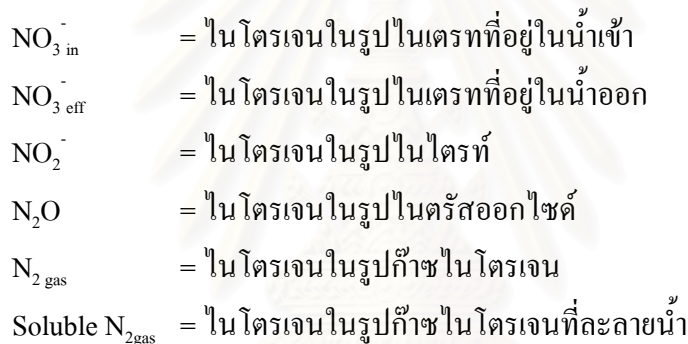 NO₃⁻ in = ไนโตรเจนในรูปไนเตรทที่อยู่ในน้ำเข้า
NO₃⁻ eff = ไนโตรเจนในรูปไนเตรทที่อยู่ในน้ำออก
NO₂⁻ = ไนโตรเจนในรูปไนไตรท์
N₂O = ไนโตรเจนในรูปไนตรัสออกไซด์
N₂ gas = ไนโตรเจนในรูปก๊าซไนโตรเจน
Soluble N₂gas = ไนโตรเจนในรูปก๊าซไนโตรเจนที่ละลายน้ำ